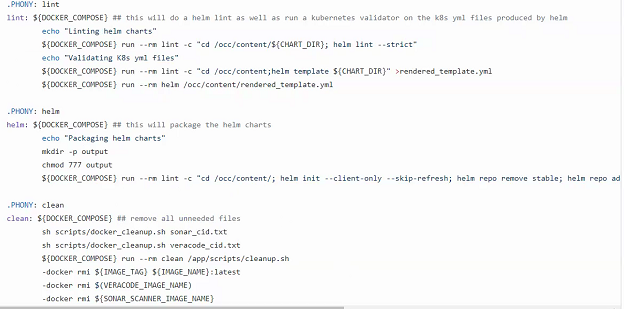 .PHONY: lint
lint: ${DOCKER_COMPOSE} ## this will do a helm lint as well as run a kubernetes validator on the k8s yml files produced by helm
echo "Linting helm charts"
${DOCKER_COMPOSE} run --rm lint -c "cd /occ/content/${CHART_DIR}; helm lint --strict"
echo "Validating K8s yml files"
${DOCKER_COMPOSE} run --rm lint -c "cd /occ/content;helm template ${CHART_DIR}" >rendered_template.yml
${DOCKER_COMPOSE} run --rm helm /occ/content/rendered_template.yml
.PHONY: helm
helm: ${DOCKER_COMPOSE} ## this will package the helm charts
echo "Packaging helm charts"
mkdir -p output
chmod 777 output
${DOCKER_COMPOSE} run --rm lint -c "cd /occ/content/; helm init --client-only --skip-refresh; helm repo remove stable; helm repo ad
.PHONY: clean
clean: ${DOCKER_COMPOSE} ## remove all unneeded files
sh scripts/docker_cleanup.sh sonar_cid.txt
sh scripts/docker_cleanup.sh veracode_cid.txt
${DOCKER_COMPOSE} run --rm clean /app/scripts/cleanup.sh
-docker rmi ${IMAGE_TAG} ${IMAGE_NAME}:latest
-docker rmi $(VERACODE_IMAGE_NAME)
-docker rmi ${SONAR_SCANNER_IMAGE_NAME}